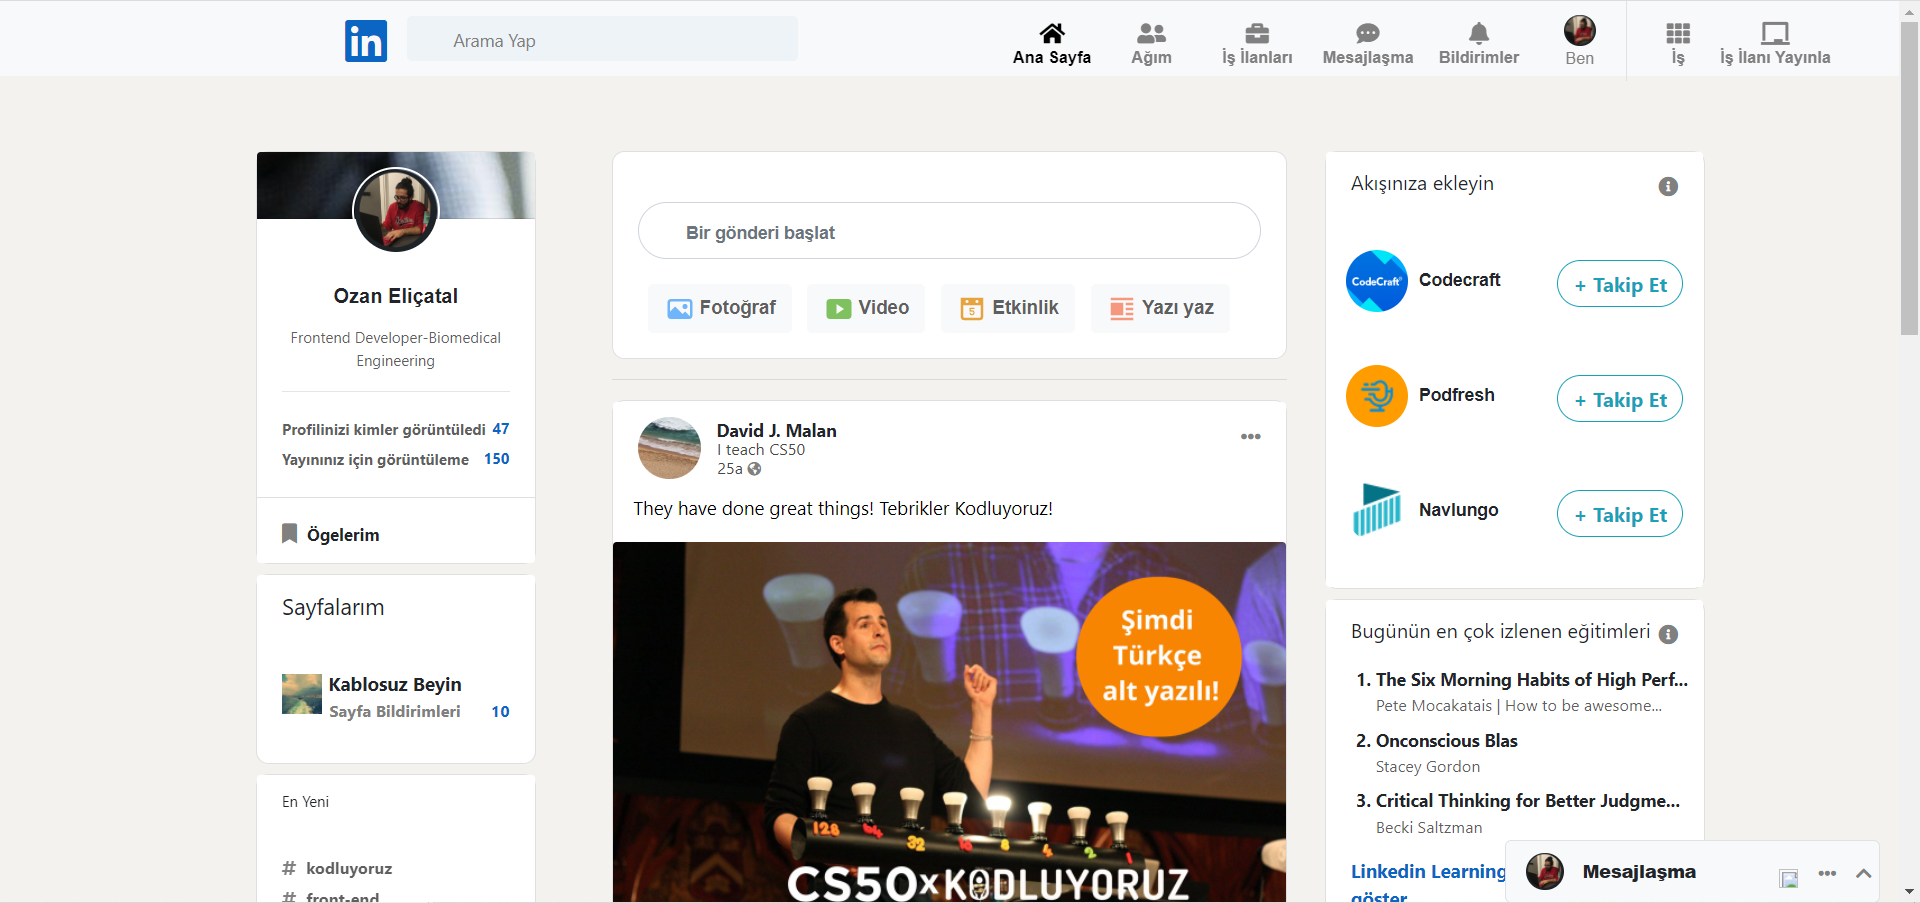 in
Arama Yap
Ana Sayfa
Ağım
İş İlanları
Mesajlaşma
Bildirimler
Ben
İş
İş İlanı Yayınla
Ozan Eliçatal
Frontend Developer-Biomedical
Engineering
Profilinizi kimler görüntüledi 47
Yayınınız için görüntüleme 150
Ögelerim
Sayfalarım
Kablosuz Beyin
Sayfa Bildirimleri 10
En Yeni
# kodluyoruz
# front-end
Bir gönderi başlat
Fotoğraf
Video
5 Etkinlik
Yazı yaz
David J. Malan
I teach CS50
25a
They have done great things! Tebrikler Kodluyoruz!
Şimdi
Türkçe
alt yazılı!
128 64 32 16 8 4 2 1
CS50xKODLUYORUZ
Akışınıza ekleyin
CodeCraft
Codecraft
+ Takip Et
Podfresh
+ Takip Et
Navlungo
+ Takip Et
Bugünün en çok izlenen eğitimleri
1. The Six Morning Habits of High Perf...
Pete Mocakatais | How to be awesome...
2. Onconscious Blas
Stacey Gordon
3. Critical Thinking for Better Judgme...
Becki Saltzman
Linkedin Learning
göster
Mesajlaşma